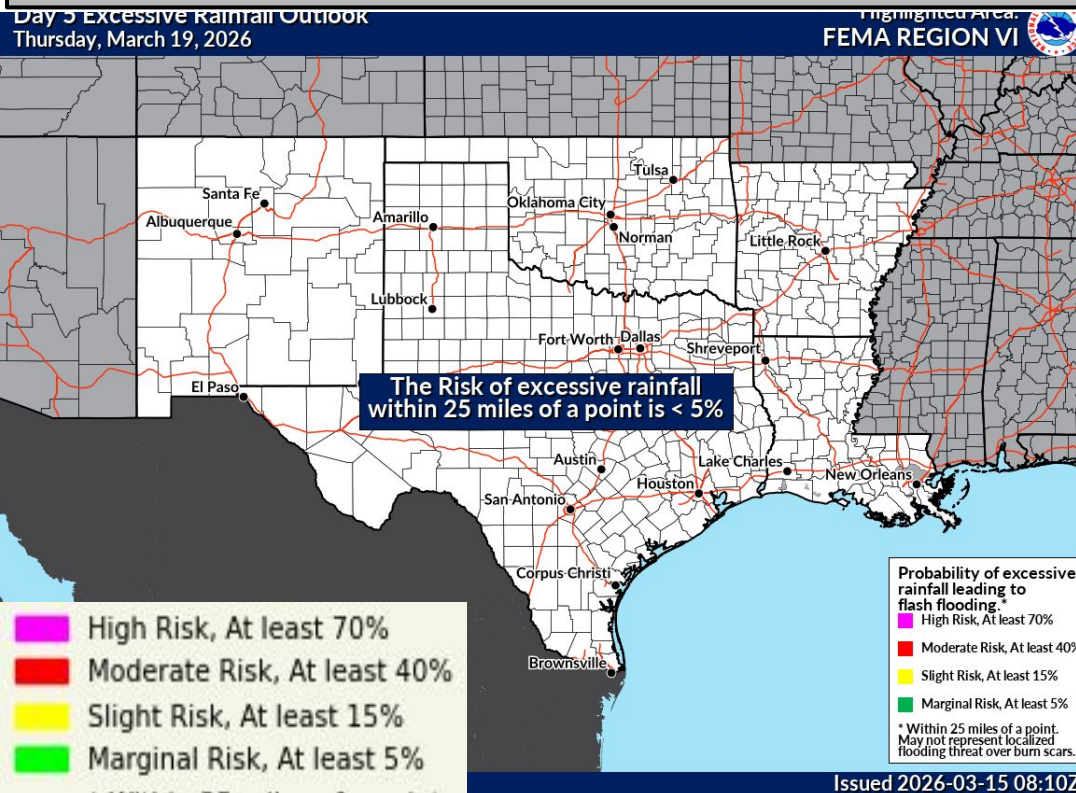 Day 5 Excessive Rainfall Outlook
Thursday, March 19, 2026
Highlighted Area:
FEMA REGION VI
Tulsa
Santa Fe
Oklahoma City
Albuquerque
Amarillo
Norman
Little Rock
Lubbock
Fort Worth
Dallas
Shreveport
El Paso
The Risk of excessive rainfall
within 25 miles of a point is < 5%
Austin
Lake Charles
New Orleans
Houston
San Antonio
Corpus Christi
Brownsville
Probability of excessive
rainfall leading to
flash flooding.*
High Risk, At least 70%
Moderate Risk, At least 40%
Slight Risk, At least 15%
Marginal Risk, At least 5%
* Within 25 miles of a point.
May not represent localized
flooding threat over burn scars.
High Risk, At least 70%
Moderate Risk, At least 40%
Slight Risk, At least 15%
Marginal Risk, At least 5%
Issued 2026-03-15 08:10Z